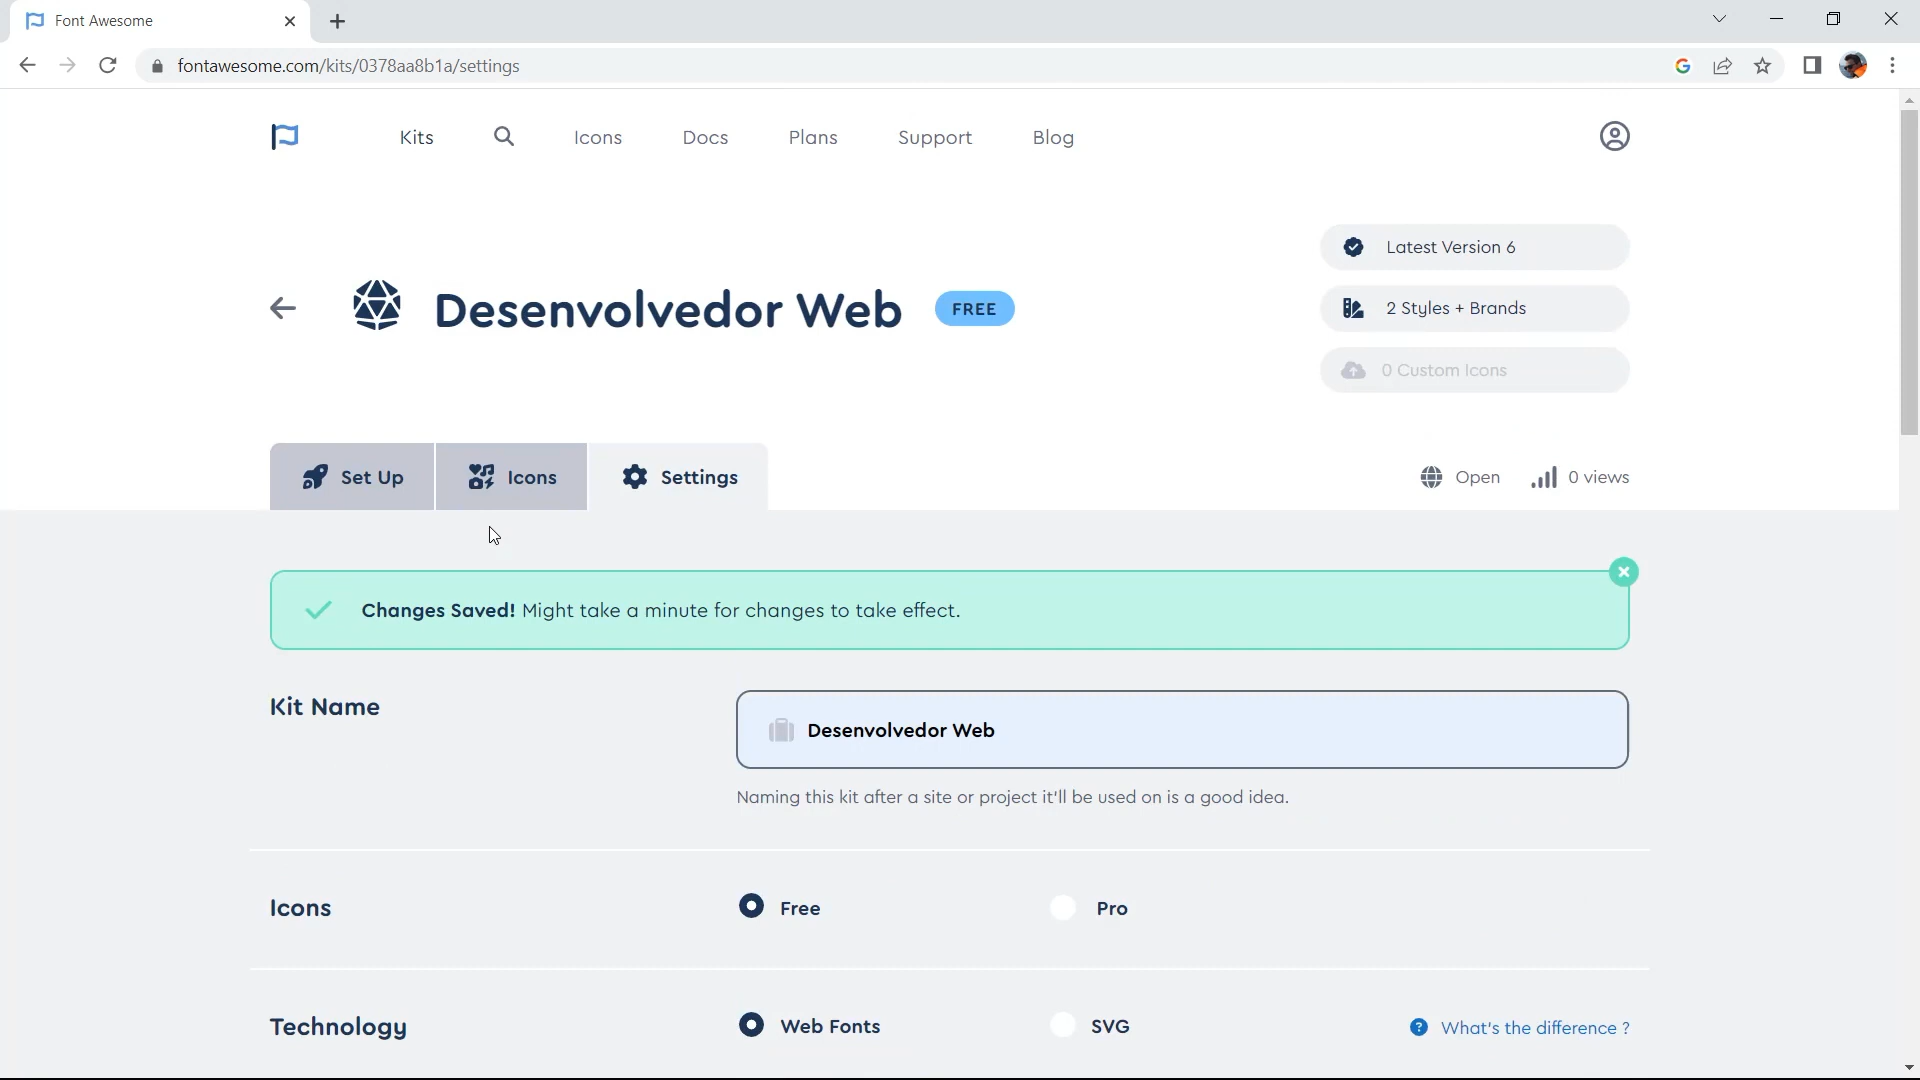 Font Awesome
fontawesome.com/kits/0378aa8b1a/settings
Kits
Icons
Docs
Plans
Support
Blog
Latest Version 6
Desenvolvedor Web
FREE
2 Styles + Brands
0 Custom Icons
Set Up
Icons
Settings
Open
0 views
Changes Saved! Might take a minute for changes to take effect.
Kit Name
Desenvolvedor Web
Naming this kit after a site or project it'll be used on is a good idea.
Icons
Free
Pro
Technology
Web Fonts
SVG
What's the difference ?